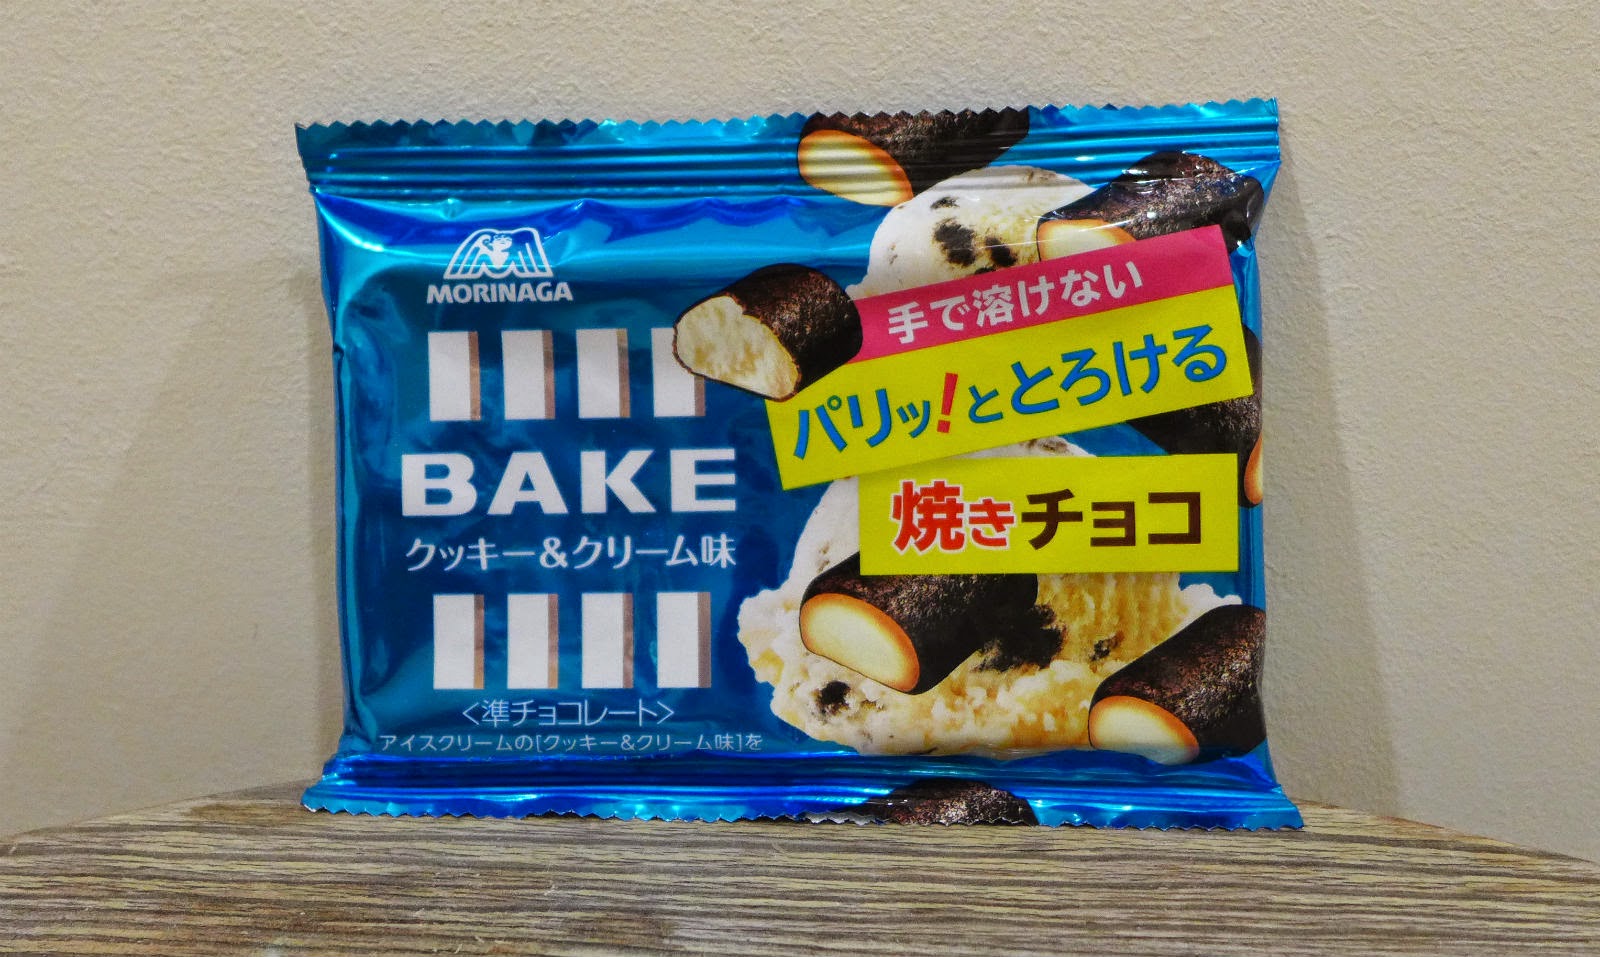 MORINAGA
BAKE
クッキー&クリーム味
<準チョコレート>
アイスクリームの[クッキー&クリーム味]を
手で溶けない
パリッ!ととろける
焼きチョコ